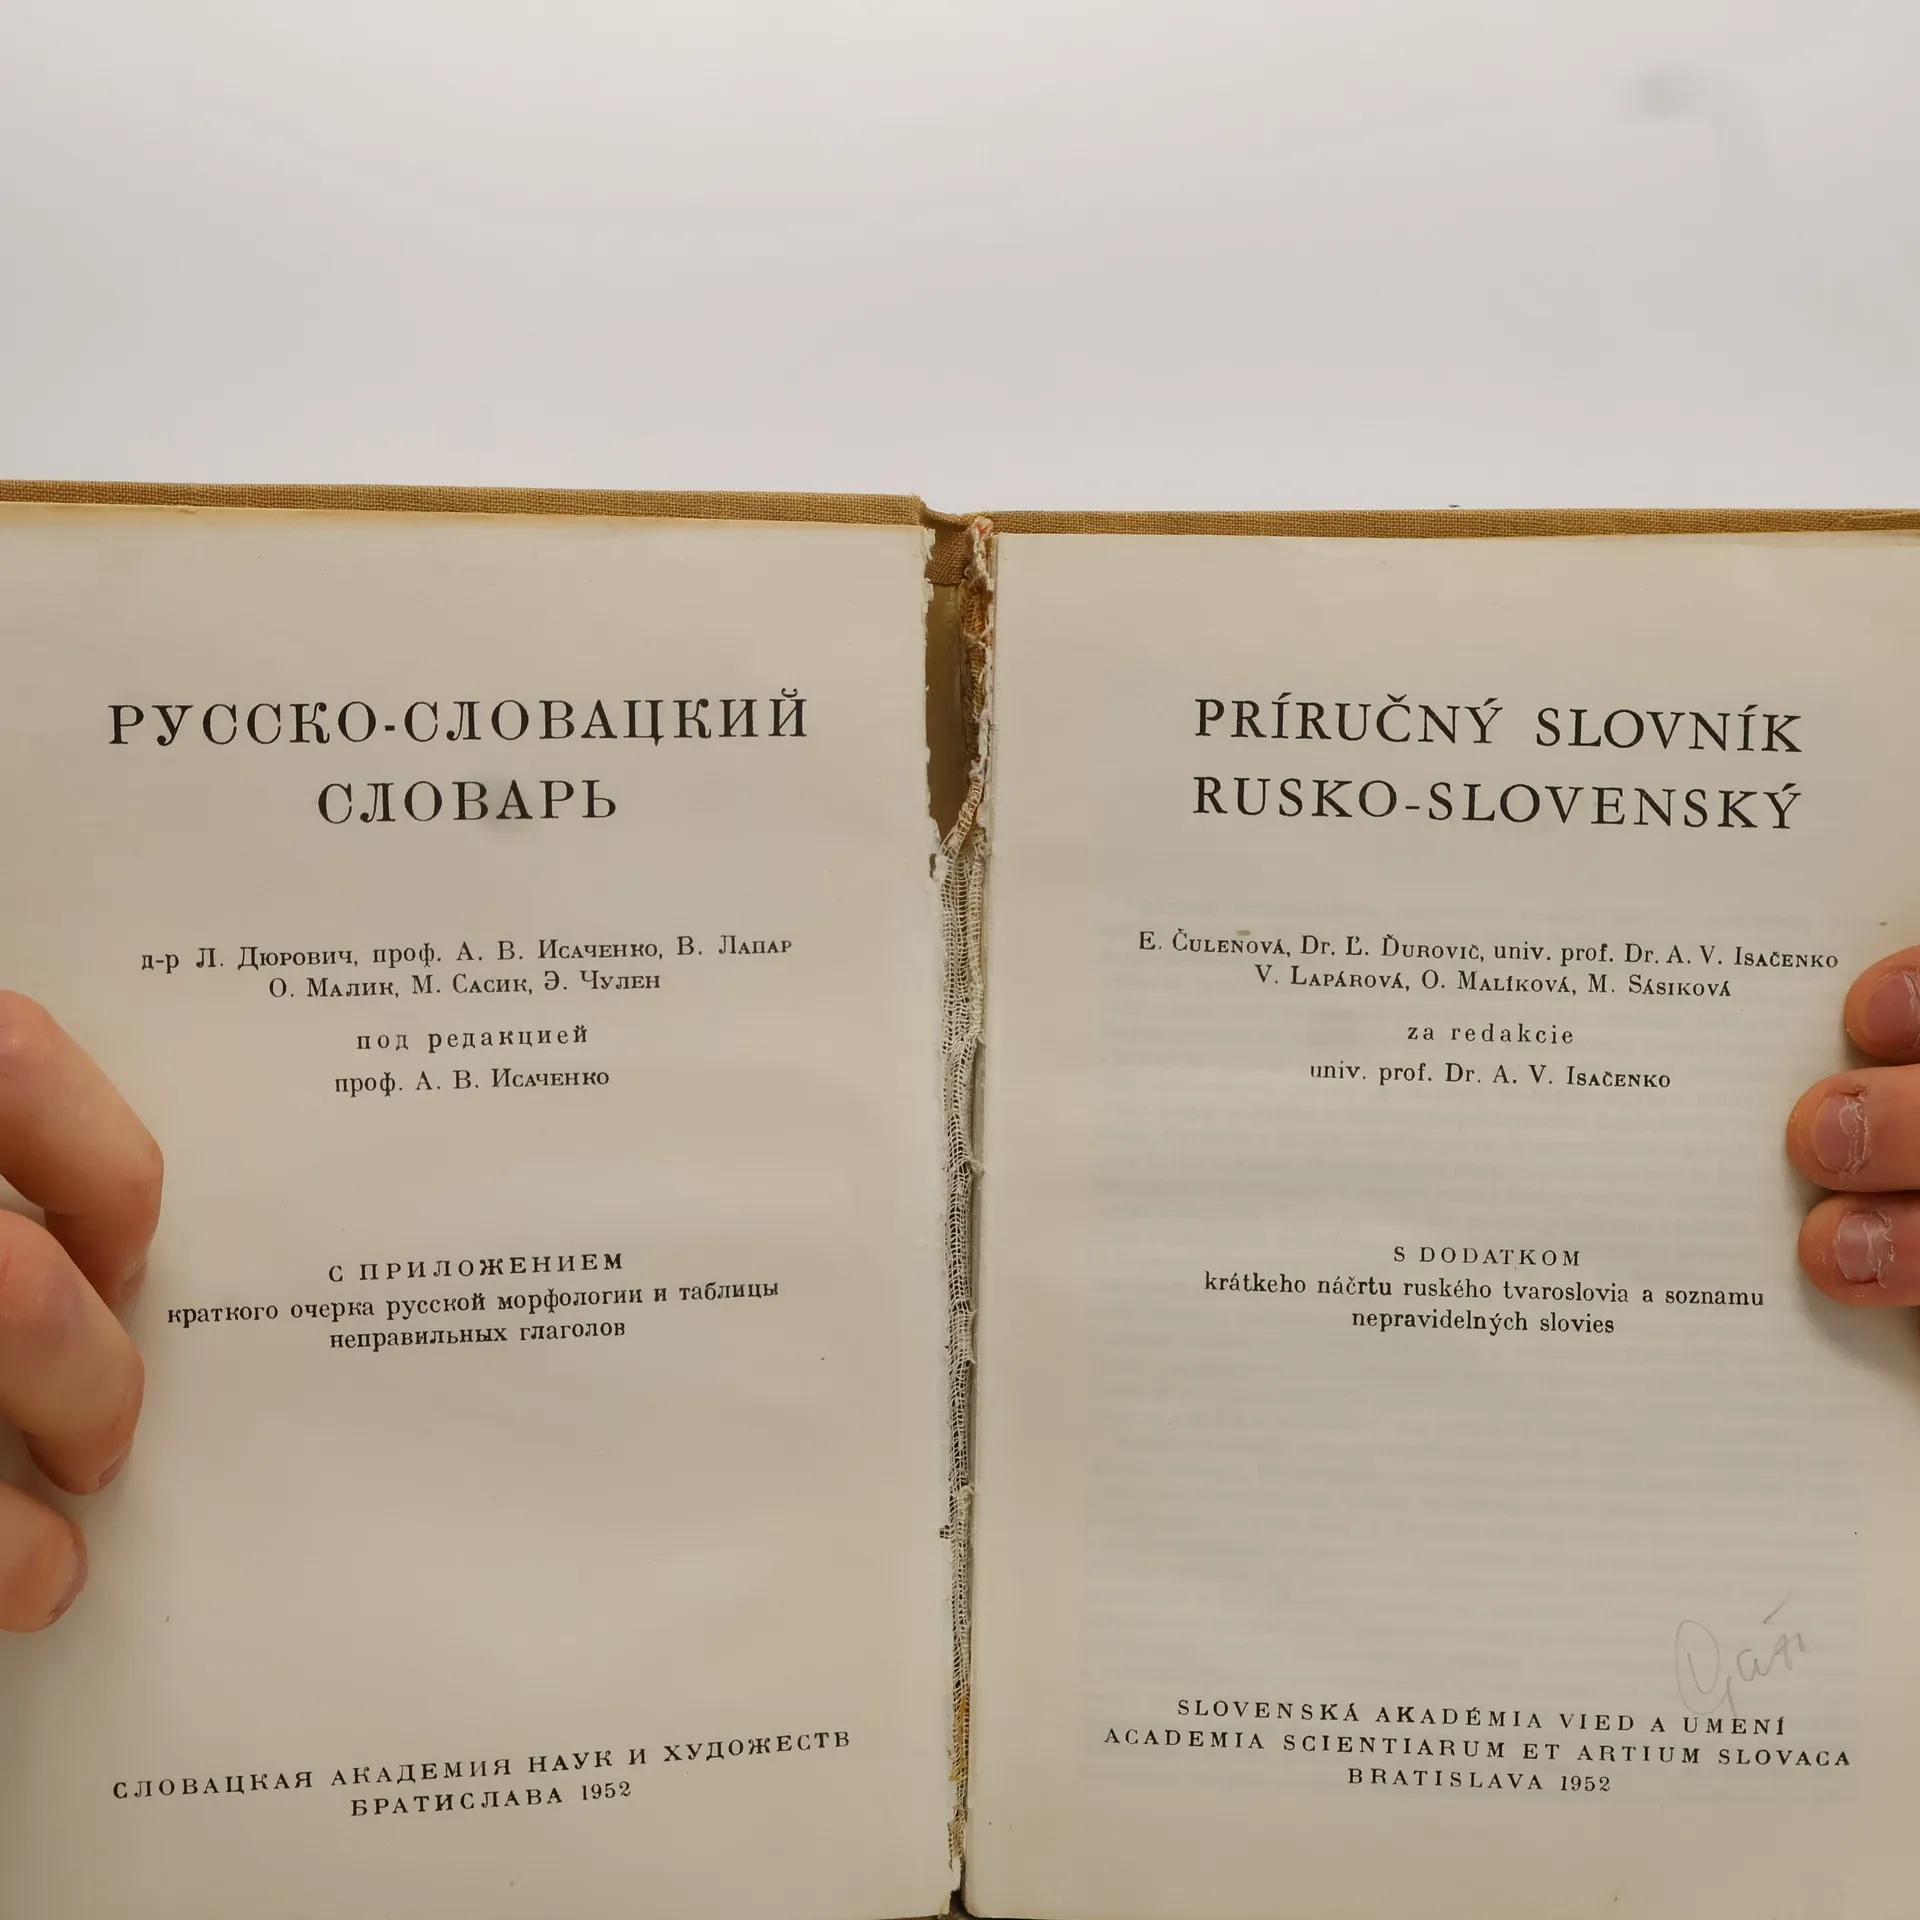 РУССКО-СЛОВАЦКИЙ
СЛОВАРЬ
д-р Л. Дюрович, проф. А. В. Исаченко, В. Лапар
О. Малик, М. Сасик, Э. Чулен
под редакцией
проф. А. В. Исаченко
С ПРИЛОЖЕНИЕМ
краткого очерка русской морфологии и таблицы
неправильных глаголов
СЛОВАЦКАЯ АКАДЕМИЯ НАУК И ХУДОЖЕСТВ
БРАТИСЛАВА 1952
PRÍRUČNÝ SLOVNÍK
RUSKO-SLOVENSKÝ
E. Čulenová, Dr. Ľ. Ďurovič, univ. prof. Dr. A. V. Isačenko
V. Lapárová, O. Malíková, M. Sásiková
za redakcie
univ. prof. Dr. A. V. Isačenko
S DODATKOM
krátkeho náčrtu ruského tvaroslovia a soznamu
nepravidelných slovies
SLOVENSKÁ AKADÉMIA VIED A UMENÍ
ACADEMIA SCIENTIARUM ET ARTIUM SLOVACA
BRATISLAVA 1952